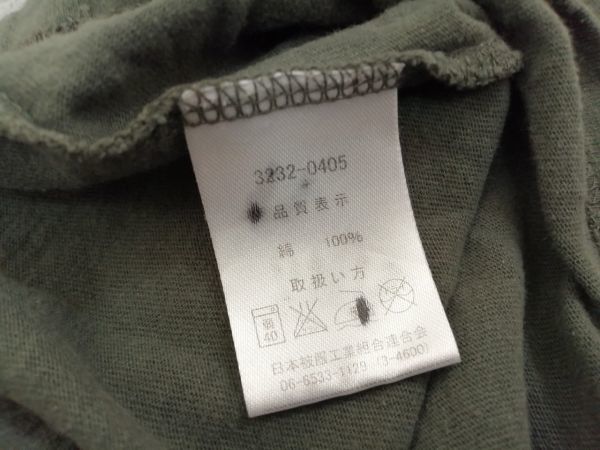 3232-0405
品質表示
綿 100%
取扱い方
弱
40
日本被服工業組合連合会
06-6533-1129 (3-4600)